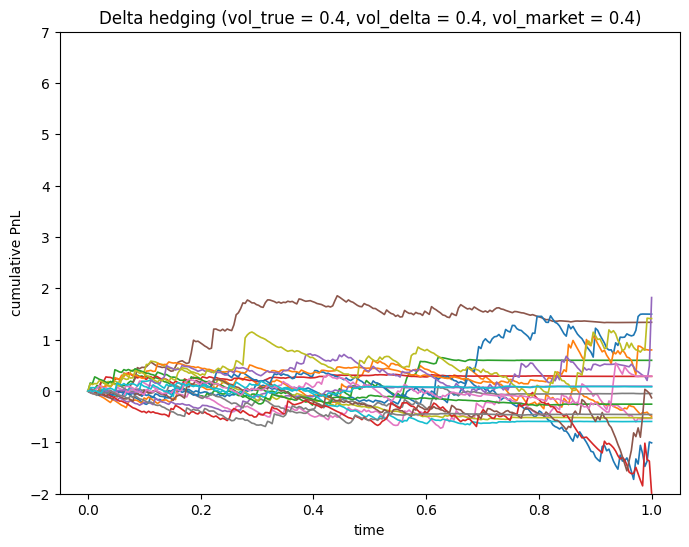 Delta hedging (vol_true = 0.4, vol_delta = 0.4, vol_market = 0.4)
7
6
5
4
3
2
1
0
−1
−2
cumulative PnL
0.0 0.2 0.4 0.6 0.8 1.0
time